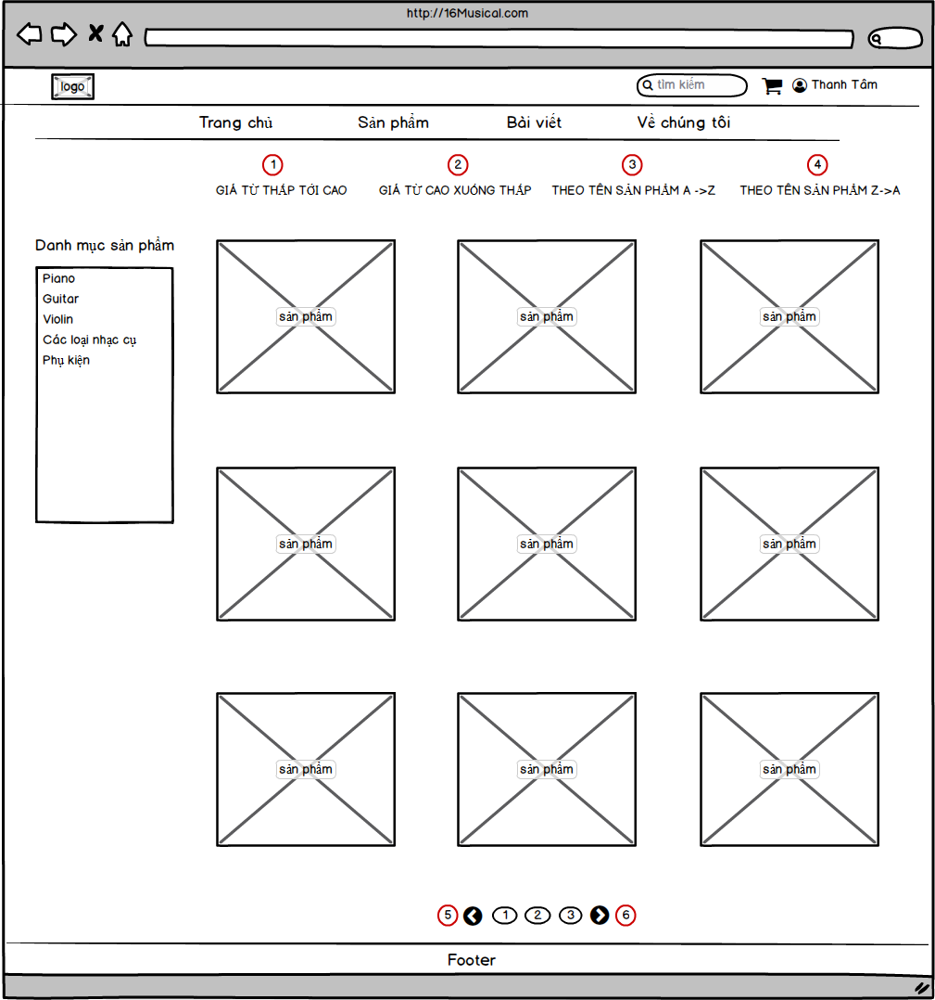 http://16Musical.com
logo
tìm kiếm
Thanh Tâm
Trang chủ
Sản phẩm
Bài viết
Về chúng tôi
1
2
3
4
GIÁ TỪ THẤP TỚI CAO
GIÁ TỪ CAO XUỐNG THẤP
THEO TÊN SẢN PHẨM A ->Z
THEO TÊN SẢN PHẨM Z->A
Danh mục sản phẩm
Piano
Guitar
Violin
Các loại nhạc cụ
Phụ kiện
sản phẩm
sản phẩm
sản phẩm
sản phẩm
sản phẩm
sản phẩm
sản phẩm
sản phẩm
sản phẩm
5
1
2
3
6
Footer